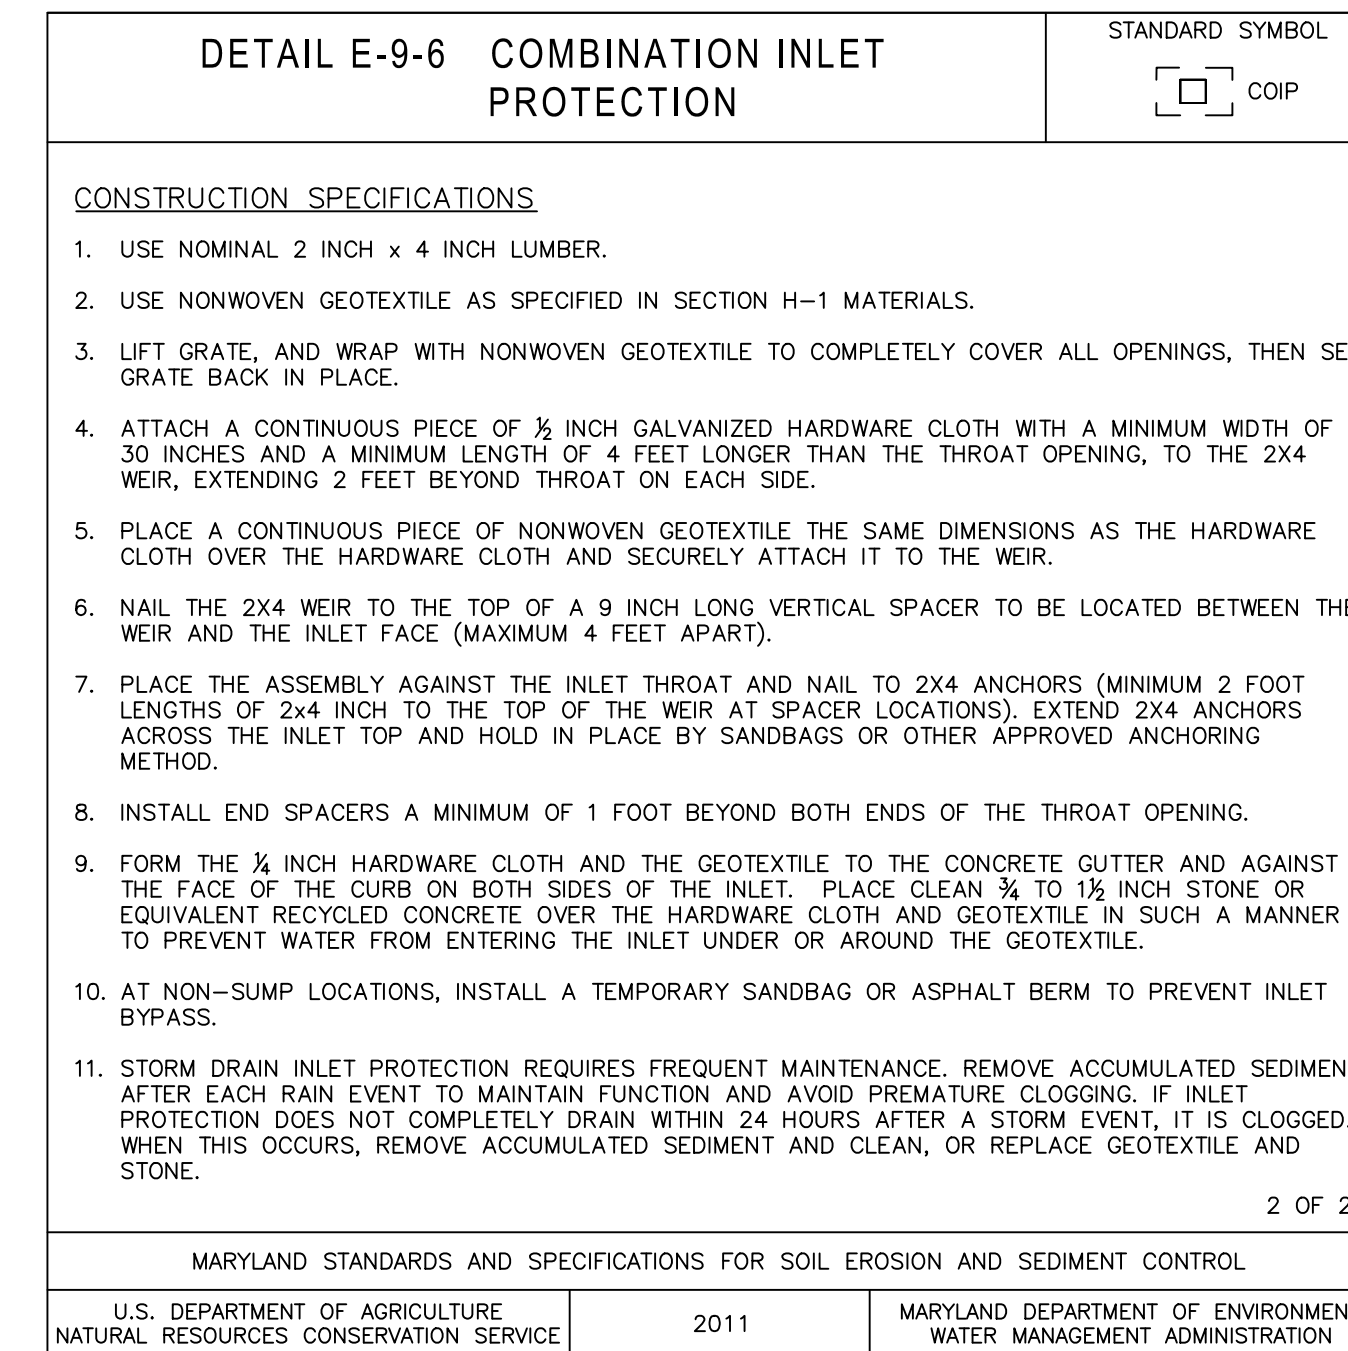 DETAIL E-9-6 COMBINATION INLET
PROTECTION
STANDARD SYMBOL
COIP
CONSTRUCTION SPECIFICATIONS
1. USE NOMINAL 2 INCH x 4 INCH LUMBER.
2. USE NONWOVEN GEOTEXTILE AS SPECIFIED IN SECTION H-1 MATERIALS.
3. LIFT GRATE, AND WRAP WITH NONWOVEN GEOTEXTILE TO COMPLETELY COVER ALL OPENINGS, THEN SE
GRATE BACK IN PLACE.
4. ATTACH A CONTINUOUS PIECE OF ½ INCH GALVANIZED HARDWARE CLOTH WITH A MINIMUM WIDTH OF
30 INCHES AND A MINIMUM LENGTH OF 4 FEET LONGER THAN THE THROAT OPENING, TO THE 2X4
WEIR, EXTENDING 2 FEET BEYOND THROAT ON EACH SIDE.
5. PLACE A CONTINUOUS PIECE OF NONWOVEN GEOTEXTILE THE SAME DIMENSIONS AS THE HARDWARE
CLOTH OVER THE HARDWARE CLOTH AND SECURELY ATTACH IT TO THE WEIR.
6. NAIL THE 2X4 WEIR TO THE TOP OF A 9 INCH LONG VERTICAL SPACER TO BE LOCATED BETWEEN THE
WEIR AND THE INLET FACE (MAXIMUM 4 FEET APART).
7. PLACE THE ASSEMBLY AGAINST THE INLET THROAT AND NAIL TO 2X4 ANCHORS (MINIMUM 2 FOOT
LENGTHS OF 2x4 INCH TO THE TOP OF THE WEIR AT SPACER LOCATIONS). EXTEND 2X4 ANCHORS
ACROSS THE INLET TOP AND HOLD IN PLACE BY SANDBAGS OR OTHER APPROVED ANCHORING
METHOD.
8. INSTALL END SPACERS A MINIMUM OF 1 FOOT BEYOND BOTH ENDS OF THE THROAT OPENING.
9. FORM THE ¼ INCH HARDWARE CLOTH AND THE GEOTEXTILE TO THE CONCRETE GUTTER AND AGAINST
THE FACE OF THE CURB ON BOTH SIDES OF THE INLET. PLACE CLEAN ¾ TO 1½ INCH STONE OR
EQUIVALENT RECYCLED CONCRETE OVER THE HARDWARE CLOTH AND GEOTEXTILE IN SUCH A MANNER
TO PREVENT WATER FROM ENTERING THE INLET UNDER OR AROUND THE GEOTEXTILE.
10. AT NON-SUMP LOCATIONS, INSTALL A TEMPORARY SANDBAG OR ASPHALT BERM TO PREVENT INLET
BYPASS.
11. STORM DRAIN INLET PROTECTION REQUIRES FREQUENT MAINTENANCE. REMOVE ACCUMULATED SEDIMEN
AFTER EACH RAIN EVENT TO MAINTAIN FUNCTION AND AVOID PREMATURE CLOGGING. IF INLET
PROTECTION DOES NOT COMPLETELY DRAIN WITHIN 24 HOURS AFTER A STORM EVENT, IT IS CLOGGED.
WHEN THIS OCCURS, REMOVE ACCUMULATED SEDIMENT AND CLEAN, OR REPLACE GEOTEXTILE AND
STONE.
2 OF 2
MARYLAND STANDARDS AND SPECIFICATIONS FOR SOIL EROSION AND SEDIMENT CONTROL
U.S. DEPARTMENT OF AGRICULTURE
NATURAL RESOURCES CONSERVATION SERVICE
2011
MARYLAND DEPARTMENT OF ENVIRONMEN
WATER MANAGEMENT ADMINISTRATION